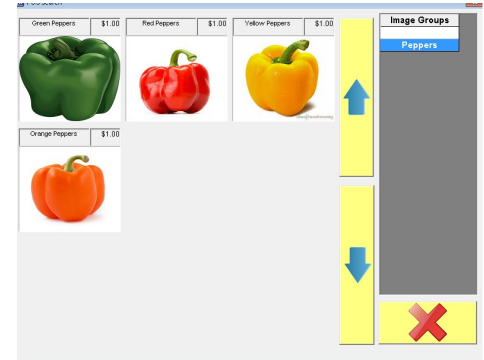 Green Peppers $1.00
Red Peppers $1.00
Yellow Peppers $1.00
Orange Peppers $1.00
Image Groups
Peppers